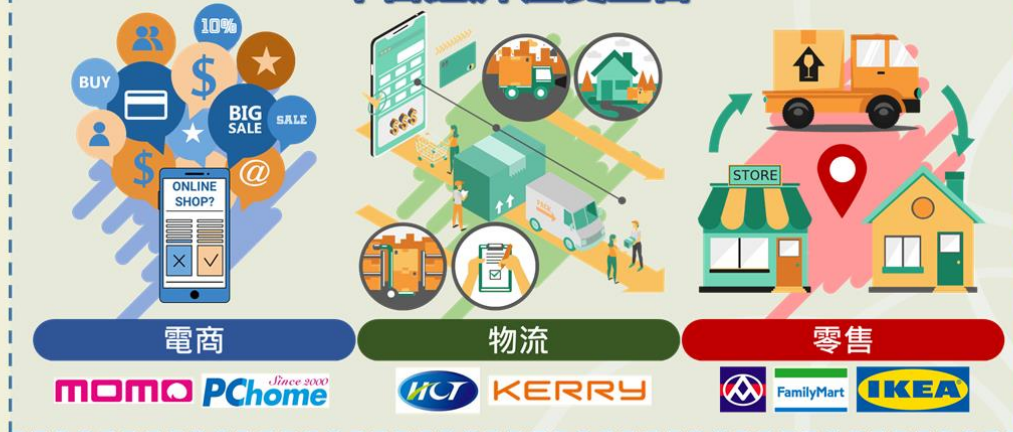 10%
BUY
$
BIG
SALE
SALE
$
@
ONLINE
SHOP?
STORE
電商
物流
零售
momo
PChome
Since 2000
HCT
KERRY
FamilyMart
IKEA